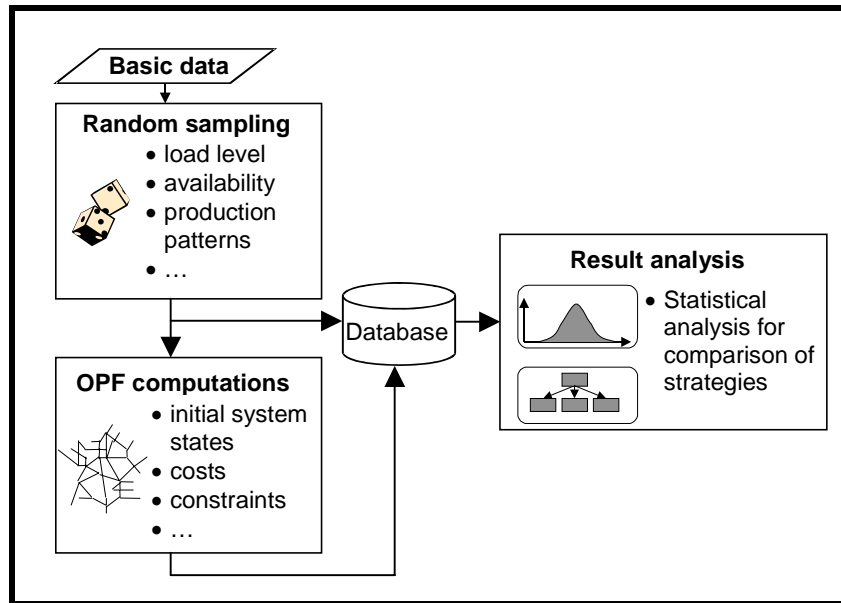 Basic data
Random sampling
• load level
• availability
• production
patterns
• …
OPF computations
• initial system
states
• costs
• constraints
• …
Database
Result analysis
• Statistical
analysis for
comparison of
strategies